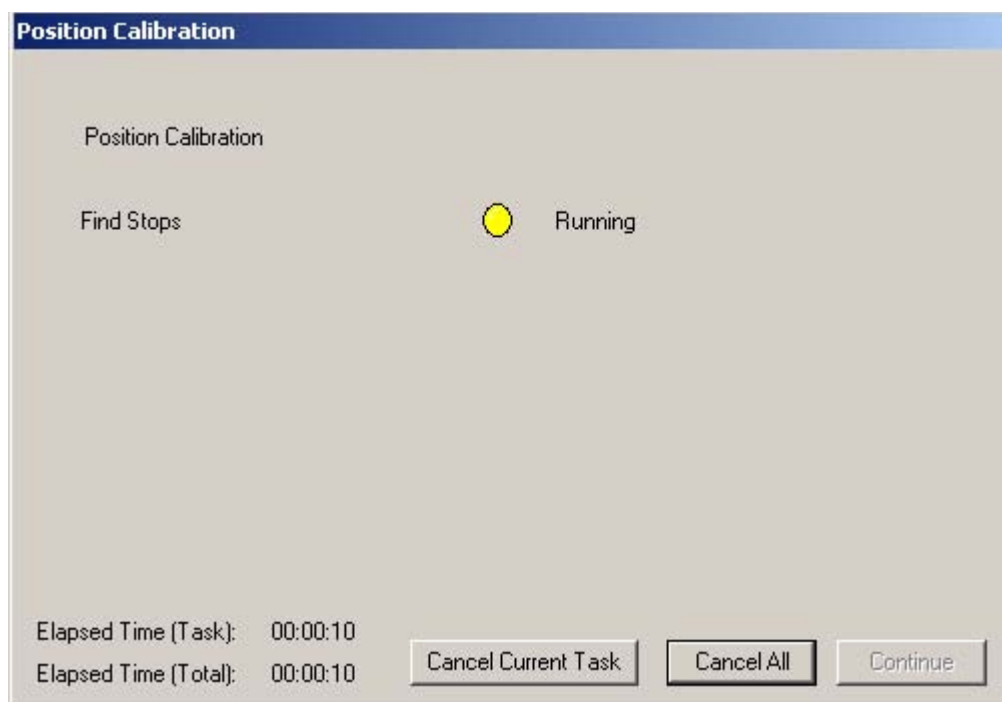 Position Calibration
Position Calibration
Find Stops Running
Elapsed Time (Task): 00:00:10
Elapsed Time (Total): 00:00:10
Cancel Current Task Cancel All Continue